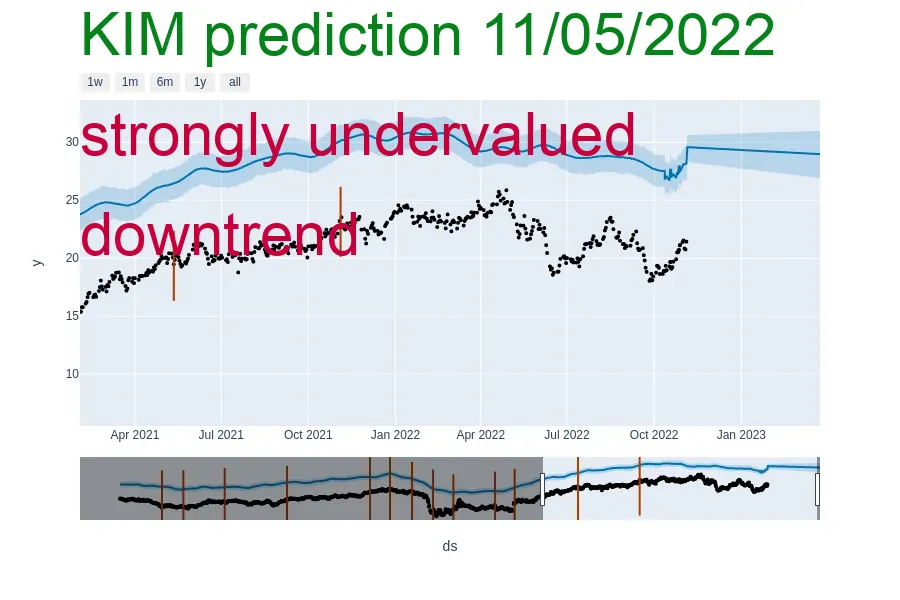 KIM prediction 11/05/2022
1w 1m 6m 1y all
strongly undervalued
downtrend
30
25
20
15
10
y
Apr 2021 Jul 2021 Oct 2021 Jan 2022 Apr 2022 Jul 2022 Oct 2022 Jan 2023
ds